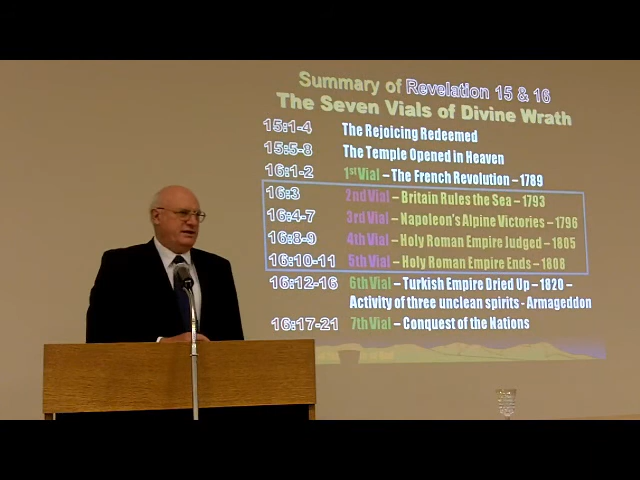 Summary of Revelation 15 & 16
The Seven Vials of Divine Wrath
15:1-4 The Rejoicing Redeemed
15:5-8 The Temple Opened in Heaven
16:1-2 1st Vial – The French Revolution – 1789
16:3 2nd Vial – Britain Rules the Sea – 1793
16:4-7 3rd Vial – Napoleon's Alpine Victories – 1796
16:8-9 4th Vial – Holy Roman Empire Judged – 1805
16:10-11 5th Vial – Holy Roman Empire Ends – 1808
16:12-16 6th Vial – Turkish Empire Dried Up – 1820 –
Activity of three unclean spirits - Armageddon
16:17-21 7th Vial – Conquest of the Nations